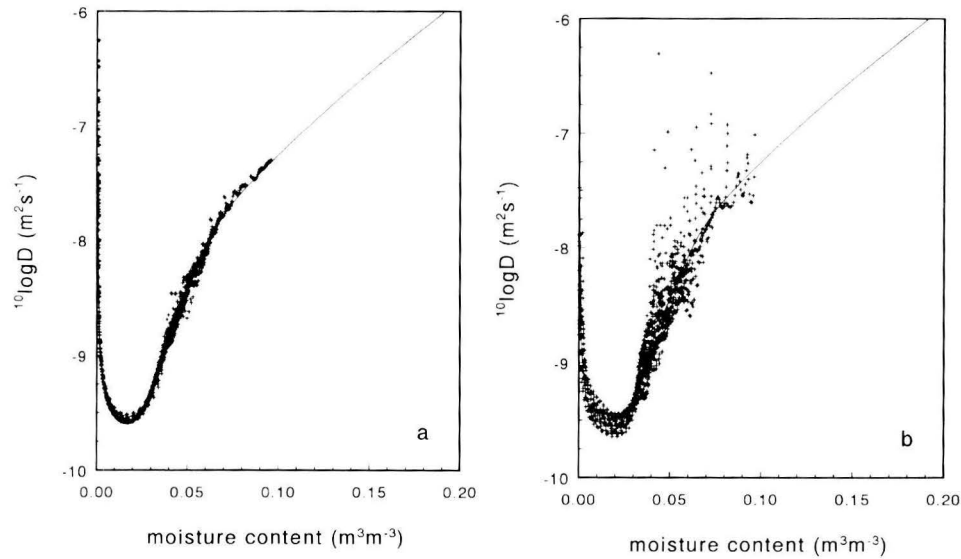 -6
-7
-8
-9
-10
¹⁰logD (m²s⁻¹)
0.00 0.05 0.10 0.15 0.20
moisture content (m³m⁻³)
a
-6
-7
-8
-9
-10
¹⁰logD (m²s⁻¹)
0.00 0.05 0.10 0.15 0.20
moisture content (m³m⁻³)
b